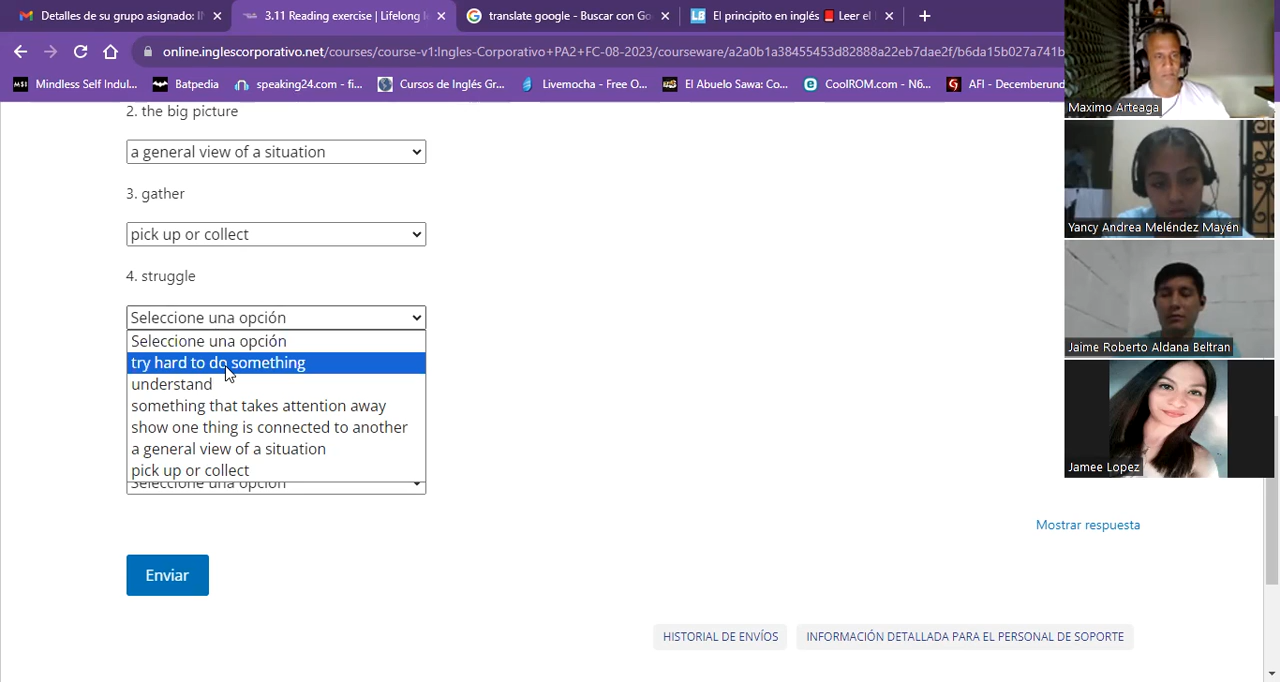 Detalles de su grupo asignado: I
3.11 Reading exercise | Lifelong l
translate google - Buscar con Go
El principito en inglés 📕 Leer el l
online.inglescorporativo.net/courses/course-v1:Ingles-Corporativo+PA2+FC-08-2023/courseware/a2a0b1a38455453d82888a22eb7dae2f/b6da15b027a741b
Mindless Self Indul...
Batpedia
speaking24.com - fi...
Cursos de Inglés Gr...
Livemocha - Free O...
El Abuelo Sawa: Co...
CoolROM.com - N6...
AFI - Decemberund
2. the big picture
a general view of a situation
3. gather
pick up or collect
4. struggle
Seleccione una opción
Seleccione una opción
try hard to do something
understand
something that takes attention away
show one thing is connected to another
a general view of a situation
pick up or collect
Seleccione una opción
Mostrar respuesta
Enviar
HISTORIAL DE ENVÍOS
INFORMACIÓN DETALLADA PARA EL PERSONAL DE SOPORTE
Maximo Arteaga
Yancy Andrea Meléndez Mayén
Jaime Roberto Aldana Beltran
Jamee Lopez